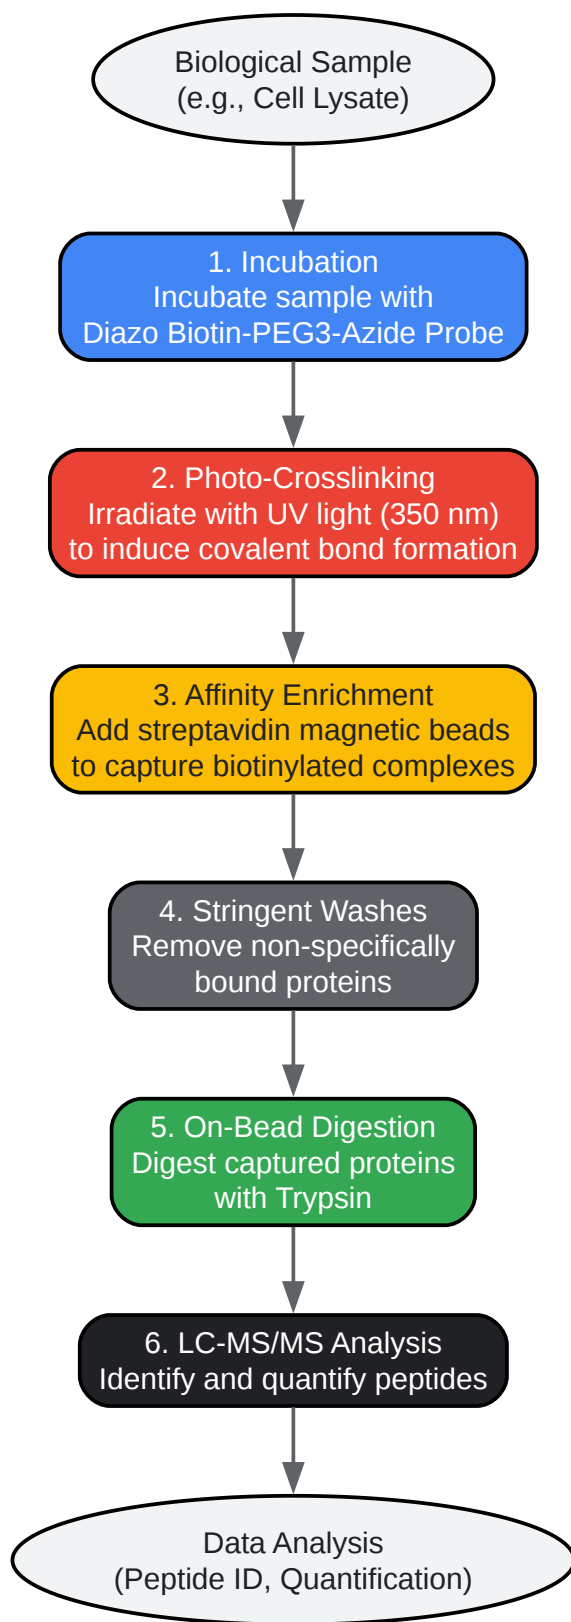 Biological Sample
(e.g., Cell Lysate)
1. Incubation
Incubate sample with
Diazo Biotin-PEG3-Azide Probe
2. Photo-Crosslinking
Irradiate with UV light (350 nm)
to induce covalent bond formation
3. Affinity Enrichment
Add streptavidin magnetic beads
to capture biotinylated complexes
4. Stringent Washes
Remove non-specifically
bound proteins
5. On-Bead Digestion
Digest captured proteins
with Trypsin
6. LC-MS/MS Analysis
Identify and quantify peptides
Data Analysis
(Peptide ID, Quantification)